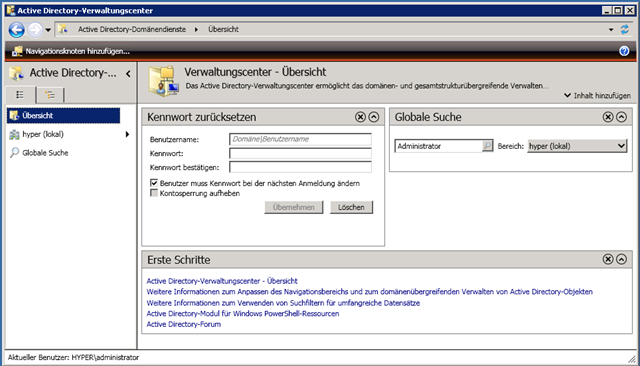 Active Directory-Verwaltungscenter
Active Directory-Domänendienste Übersicht
Navigationsknoten hinzufügen...
Active Directory-...
Verwaltungscenter - Übersicht
Das Active Directory-Verwaltungscenter ermöglicht das domänen- und gesamtstrukturübergreifende Verwalten...
Inhalt hinzufügen
Übersicht
hyper (lokal)
Globale Suche
Kennwort zurücksetzen
Benutzername: Domäne\Benutzername
Kennwort:
Kennwort bestätigen:
Benutzer muss Kennwort bei der nächsten Anmeldung ändern
Kontosperrung aufheben
Übernehmen Löschen
Globale Suche
Administrator Bereich: hyper (lokal)
Erste Schritte
Active Directory-Verwaltungscenter - Übersicht
Weitere Informationen zum Anpassen des Navigationsbereichs und zum domänenübergreifenden Verwalten von Active Directory-Objekten
Weitere Informationen zum Verwenden von Suchfiltern für umfangreiche Datensätze
Active Directory-Modul für Windows PowerShell-Ressourcen
Active Directory-Forum
Aktueller Benutzer: HYPER\administrator